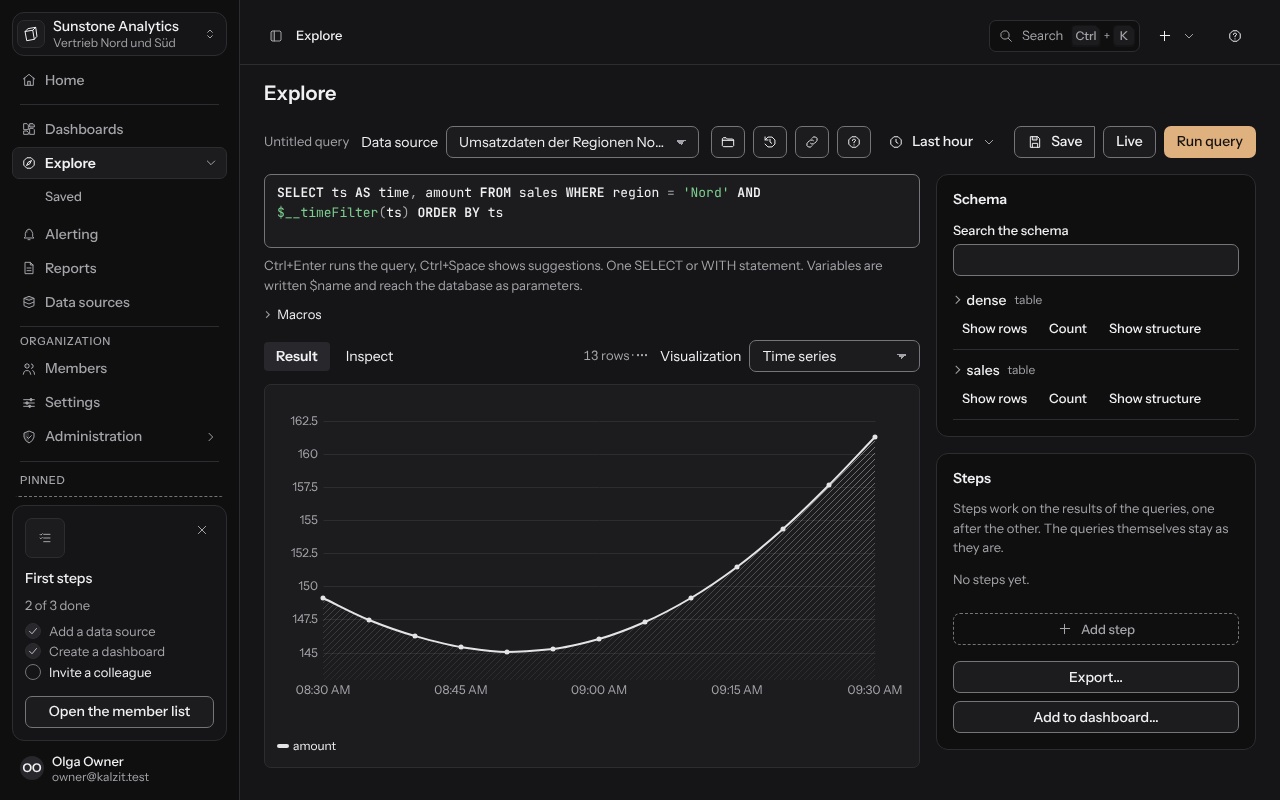 Sunstone Analytics
Vertrieb Nord und Süd
Home
Dashboards
Explore
Saved
Alerting
Reports
Data sources
ORGANIZATION
Members
Settings
Administration
PINNED
First steps
2 of 3 done
Add a data source
Create a dashboard
Invite a colleague
Open the member list
OO
Olga Owner
owner@kalzit.test
Explore
Search Ctrl + K
Explore
Untitled query Data source Umsatzdaten der Regionen No... Last hour Save Live Run query
SELECT ts AS time, amount FROM sales WHERE region = 'Nord' AND
$__timeFilter(ts) ORDER BY ts
Ctrl+Enter runs the query, Ctrl+Space shows suggestions. One SELECT or WITH statement. Variables are
written $name and reach the database as parameters.
Macros
Result Inspect 13 rows · ... Visualization Time series
162.5
160
157.5
155
152.5
150
147.5
145
08:30 AM 08:45 AM 09:00 AM 09:15 AM 09:30 AM
amount
Schema
Search the schema
dense table
Show rows Count Show structure
sales table
Show rows Count Show structure
Steps
Steps work on the results of the queries, one
after the other. The queries themselves stay as
they are.
No steps yet.
Add step
Export...
Add to dashboard...